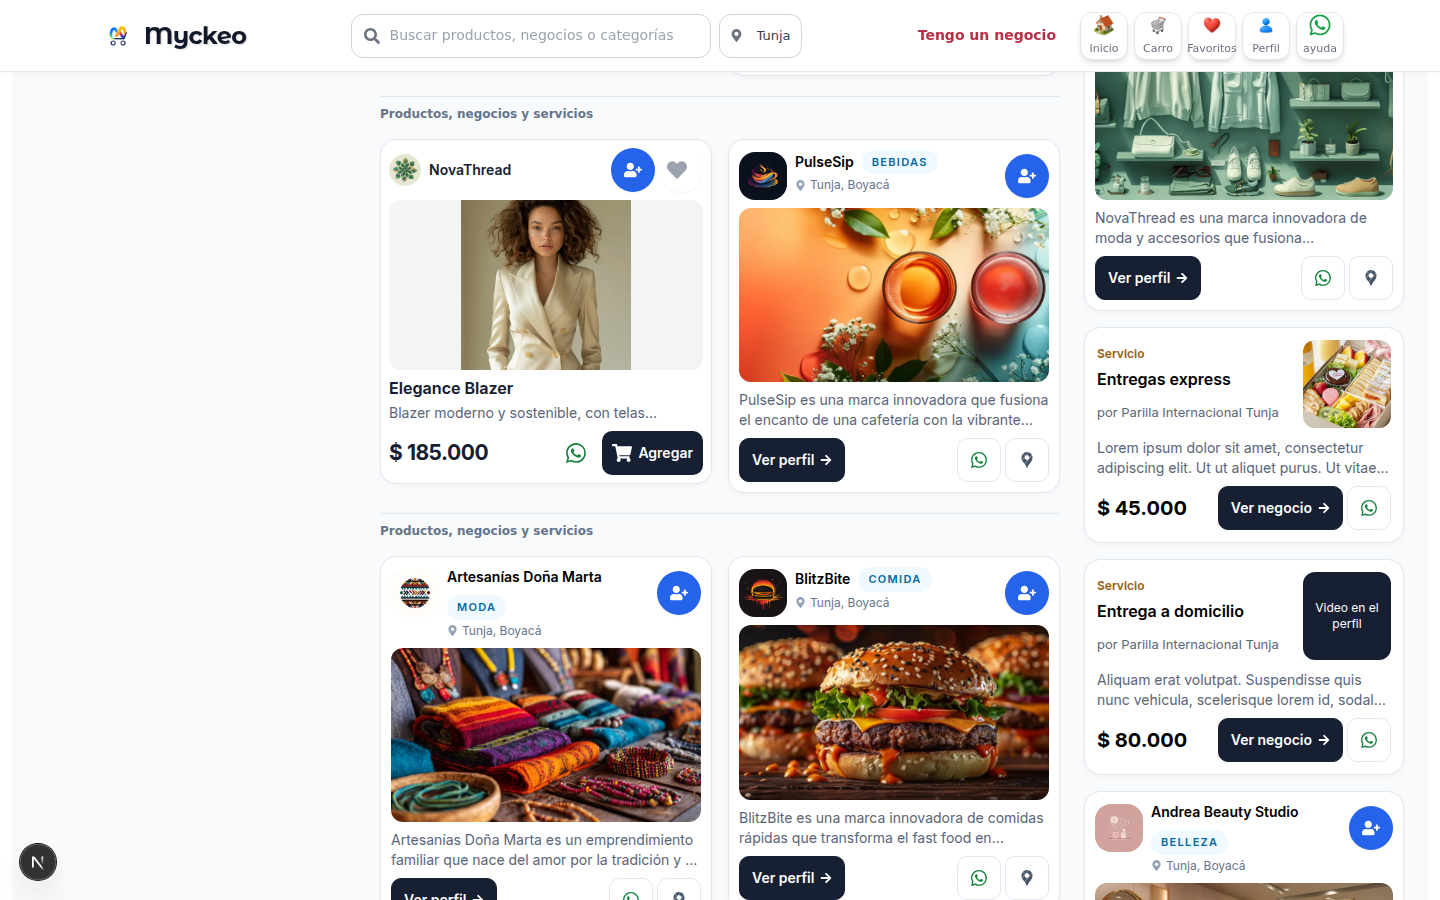 Myckeo
Buscar productos, negocios o categorías
Tunja
Tengo un negocio
Inicio
Carro
Favoritos
Perfil
ayuda
Productos, negocios y servicios
NovaThread
Elegance Blazer
Blazer moderno y sostenible, con telas...
$ 185.000
Agregar
PulseSip
BEBIDAS
Tunja, Boyacá
PulseSip es una marca innovadora que fusiona
el encanto de una cafetería con la vibrante...
Ver perfil →
Productos, negocios y servicios
Artesanías Doña Marta
MODA
Tunja, Boyacá
Artesanías Doña Marta es un emprendimiento
familiar que nace del amor por la tradición y ...
Ver perfil →
BlitzBite
COMIDA
Tunja, Boyacá
BlitzBite es una marca innovadora de comidas
rápidas que transforma el fast food en...
Ver perfil →
NovaThread es una marca innovadora de
moda y accesorios que fusiona...
Ver perfil →
Servicio
Entregas express
por Pariila Internacional Tunja
Lorem ipsum dolor sit amet, consectetur
adipiscing elit. Ut ut aliquet purus. Ut vitae...
$ 45.000
Ver negocio →
Servicio
Entrega a domicilio
por Pariila Internacional Tunja
Video en el
perfil
Aliquam erat volutpat. Suspendisse quis
nunc vehicula, scelerisque lorem id, sodal...
$ 80.000
Ver negocio →
Andrea Beauty Studio
BELLEZA
Tunja, Boyacá
N